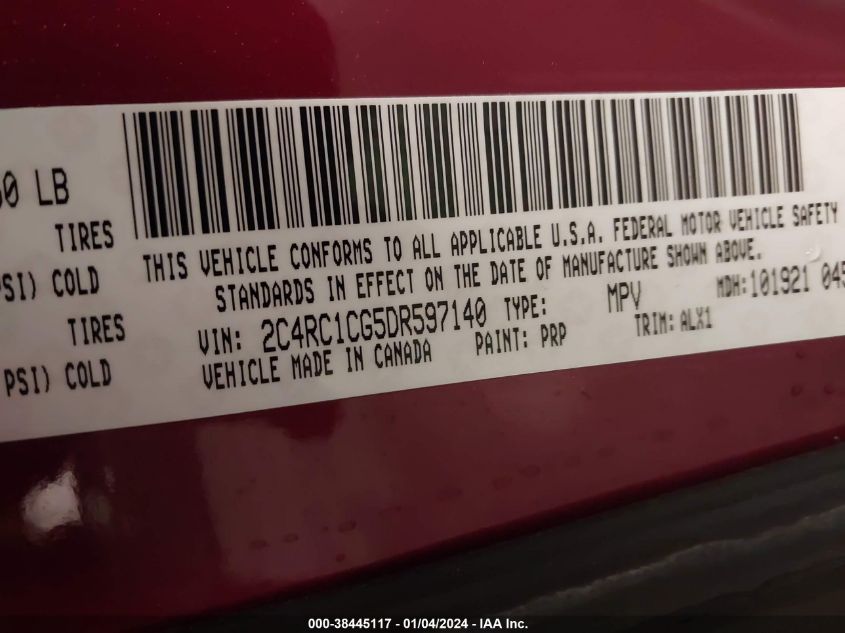 LB
TIRES
PSI) COLD
TIRES
PSI) COLD
THIS VEHICLE CONFORMS TO ALL APPLICABLE U.S.A. FEDERAL MOTOR VEHICLE SAFETY
STANDARDS IN EFFECT ON THE DATE OF MANUFACTURE SHOWN ABOVE.
VIN: 2C4RC1CG5DR597140 TYPE: MPV MDH:101921 045
VEHICLE MADE IN CANADA PAINT: PRP TRIM:ALX1
000-38445117 - 01/04/2024 - IAA Inc.